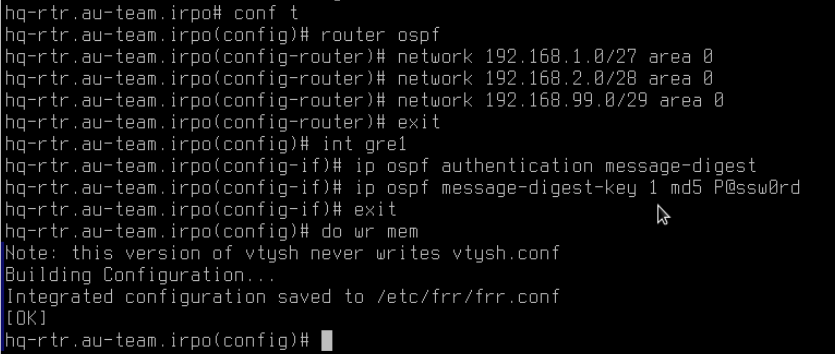 hq-rtr.au-team.irpo# conf t
hq-rtr.au-team.irpo(config)# router ospf
hq-rtr.au-team.irpo(config-router)# network 192.168.1.0/27 area 0
hq-rtr.au-team.irpo(config-router)# network 192.168.2.0/28 area 0
hq-rtr.au-team.irpo(config-router)# network 192.168.99.0/29 area 0
hq-rtr.au-team.irpo(config-router)# exit
hq-rtr.au-team.irpo(config)# int gre1
hq-rtr.au-team.irpo(config-if)# ip ospf authentication message-digest
hq-rtr.au-team.irpo(config-if)# ip ospf message-digest-key 1 md5 P@ssw0rd
hq-rtr.au-team.irpo(config-if)# exit
hq-rtr.au-team.irpo(config)# do wr mem
Note: this version of vtysh never writes vtysh.conf
Building Configuration...
Integrated configuration saved to /etc/frr/frr.conf
[OK]
hq-rtr.au-team.irpo(config)#